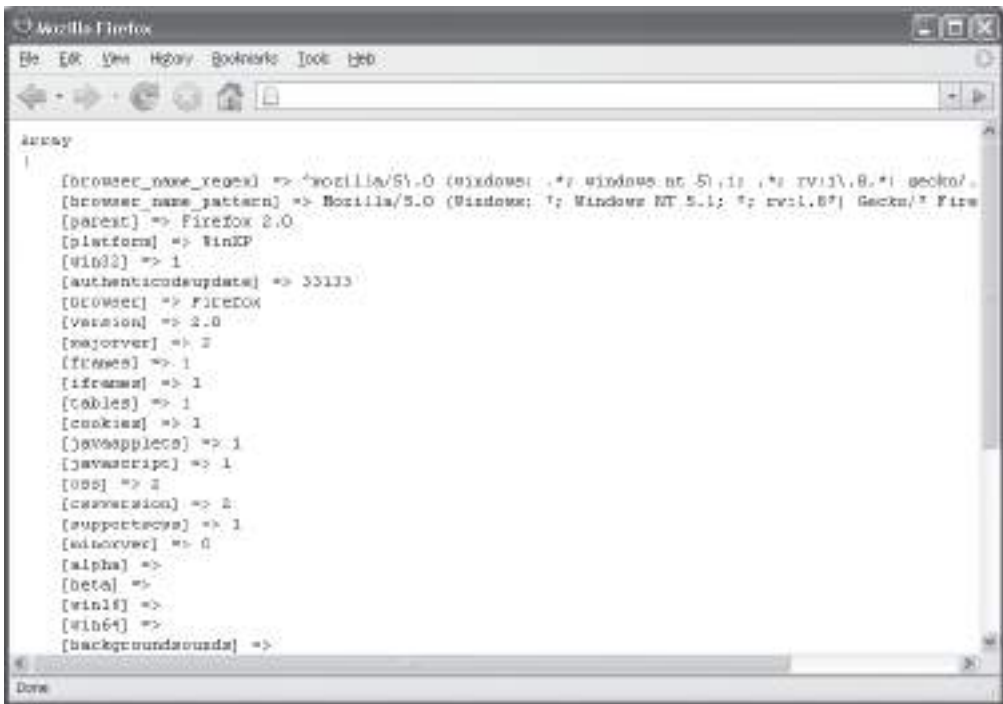 Mozilla Firefox
File Edit View History Bookmarks Tools Help
Array
(
[browser_name_regex] => ^mozilla/5\.0 (windows; .*; windows nt 5\.1; .*; rv:1\.8.*) gecko/.
[browser_name_pattern] => Mozilla/5.0 (Windows; *; Windows NT 5.1; *; rv:1.8*) Gecko/* Fire
[parent] => Firefox 2.0
[platform] => WinXP
[win32] => 1
[authenticodeupdate] => 33133
[browser] => Firefox
[version] => 2.0
[majorver] => 2
[frames] => 1
[iframes] => 1
[tables] => 1
[cookies] => 1
[javaapplets] => 1
[javascript] => 1
[css] => 2
[cssversion] => 2
[supportscss] => 1
[minorver] => 0
[alpha] =>
[beta] =>
[win16] =>
[win64] =>
[backgroundsounds] =>
Done